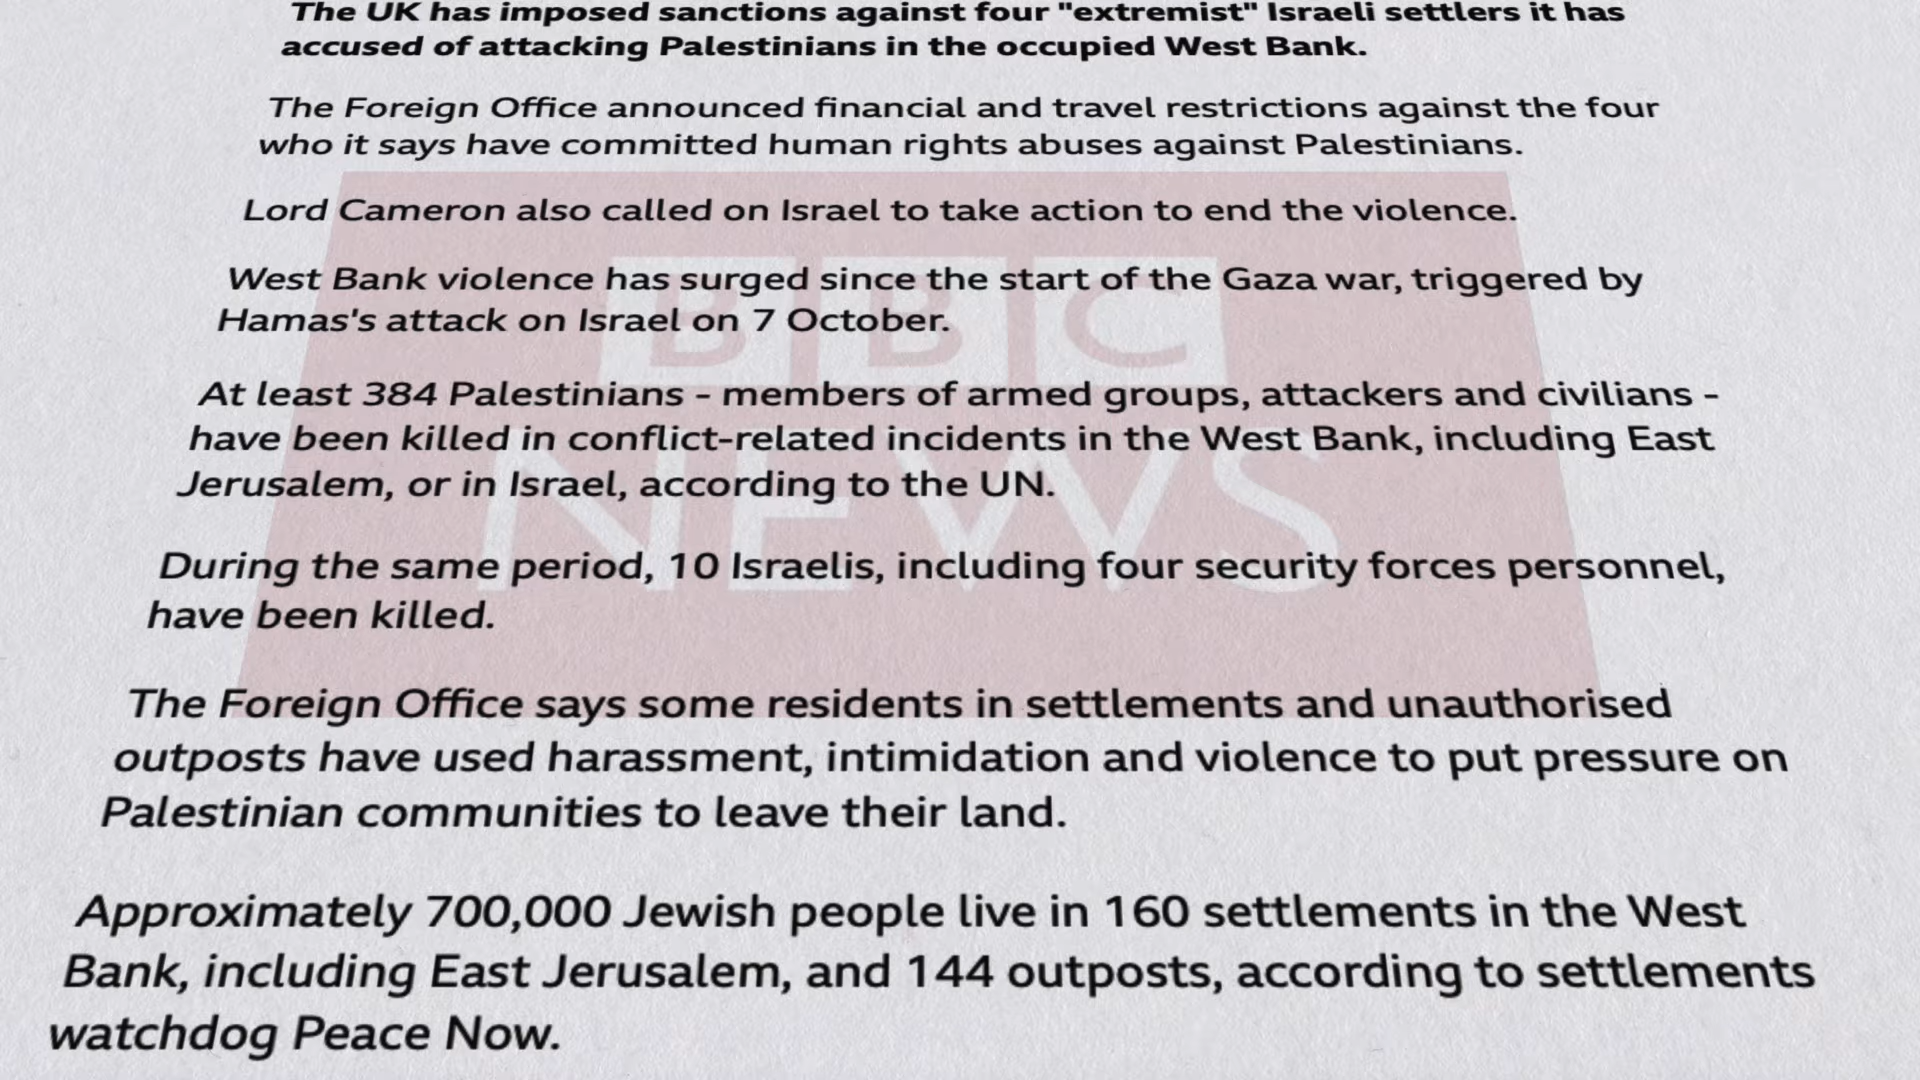 The UK has imposed sanctions against four "extremist" Israeli settlers it has
accused of attacking Palestinians in the occupied West Bank.
The Foreign Office announced financial and travel restrictions against the four
who it says have committed human rights abuses against Palestinians.
Lord Cameron also called on Israel to take action to end the violence.
West Bank violence has surged since the start of the Gaza war, triggered by
Hamas's attack on Israel on 7 October.
At least 384 Palestinians - members of armed groups, attackers and civilians -
have been killed in conflict-related incidents in the West Bank, including East
Jerusalem, or in Israel, according to the UN.
During the same period, 10 Israelis, including four security forces personnel,
have been killed.
The Foreign Office says some residents in settlements and unauthorised
outposts have used harassment, intimidation and violence to put pressure on
Palestinian communities to leave their land.
Approximately 700,000 Jewish people live in 160 settlements in the West
Bank, including East Jerusalem, and 144 outposts, according to settlements
watchdog Peace Now.
BBC
NEWS